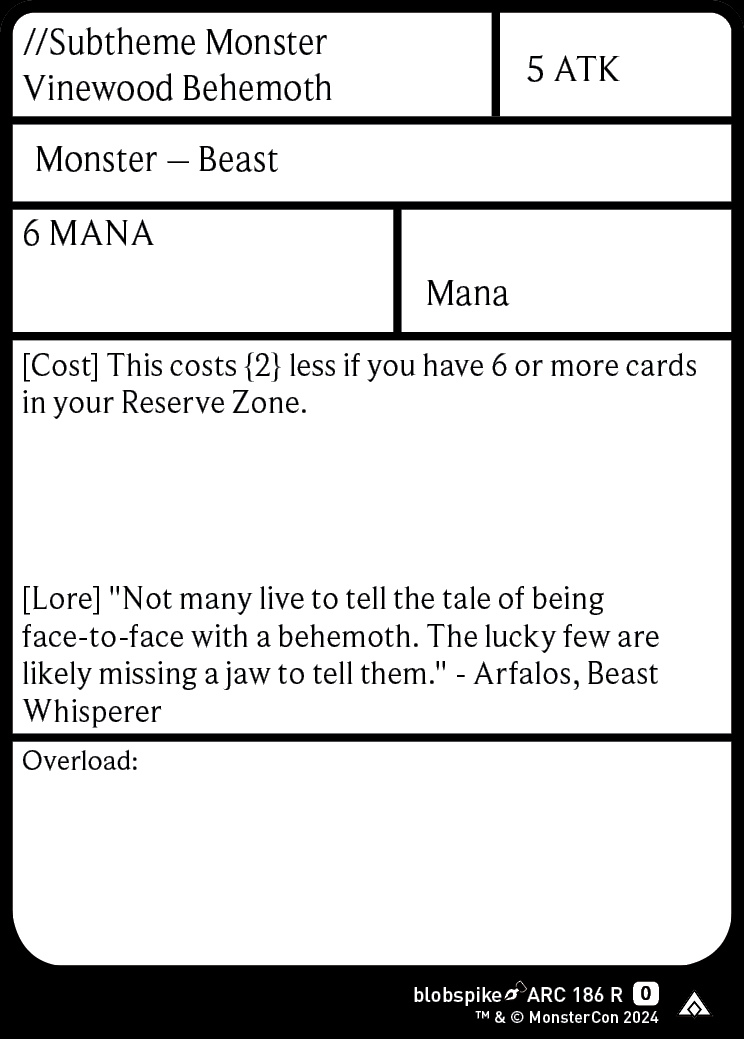 //Subtheme Monster
Vinewood Behemoth
5 ATK
Monster – Beast
6 MANA
Mana
[Cost] This costs {2} less if you have 6 or more cards
in your Reserve Zone.
[Lore] "Not many live to tell the tale of being
face-to-face with a behemoth. The lucky few are
likely missing a jaw to tell them." - Arfalos, Beast
Whisperer
Overload:
blobspike ARC 186 R 0
™ & © MonsterCon 2024